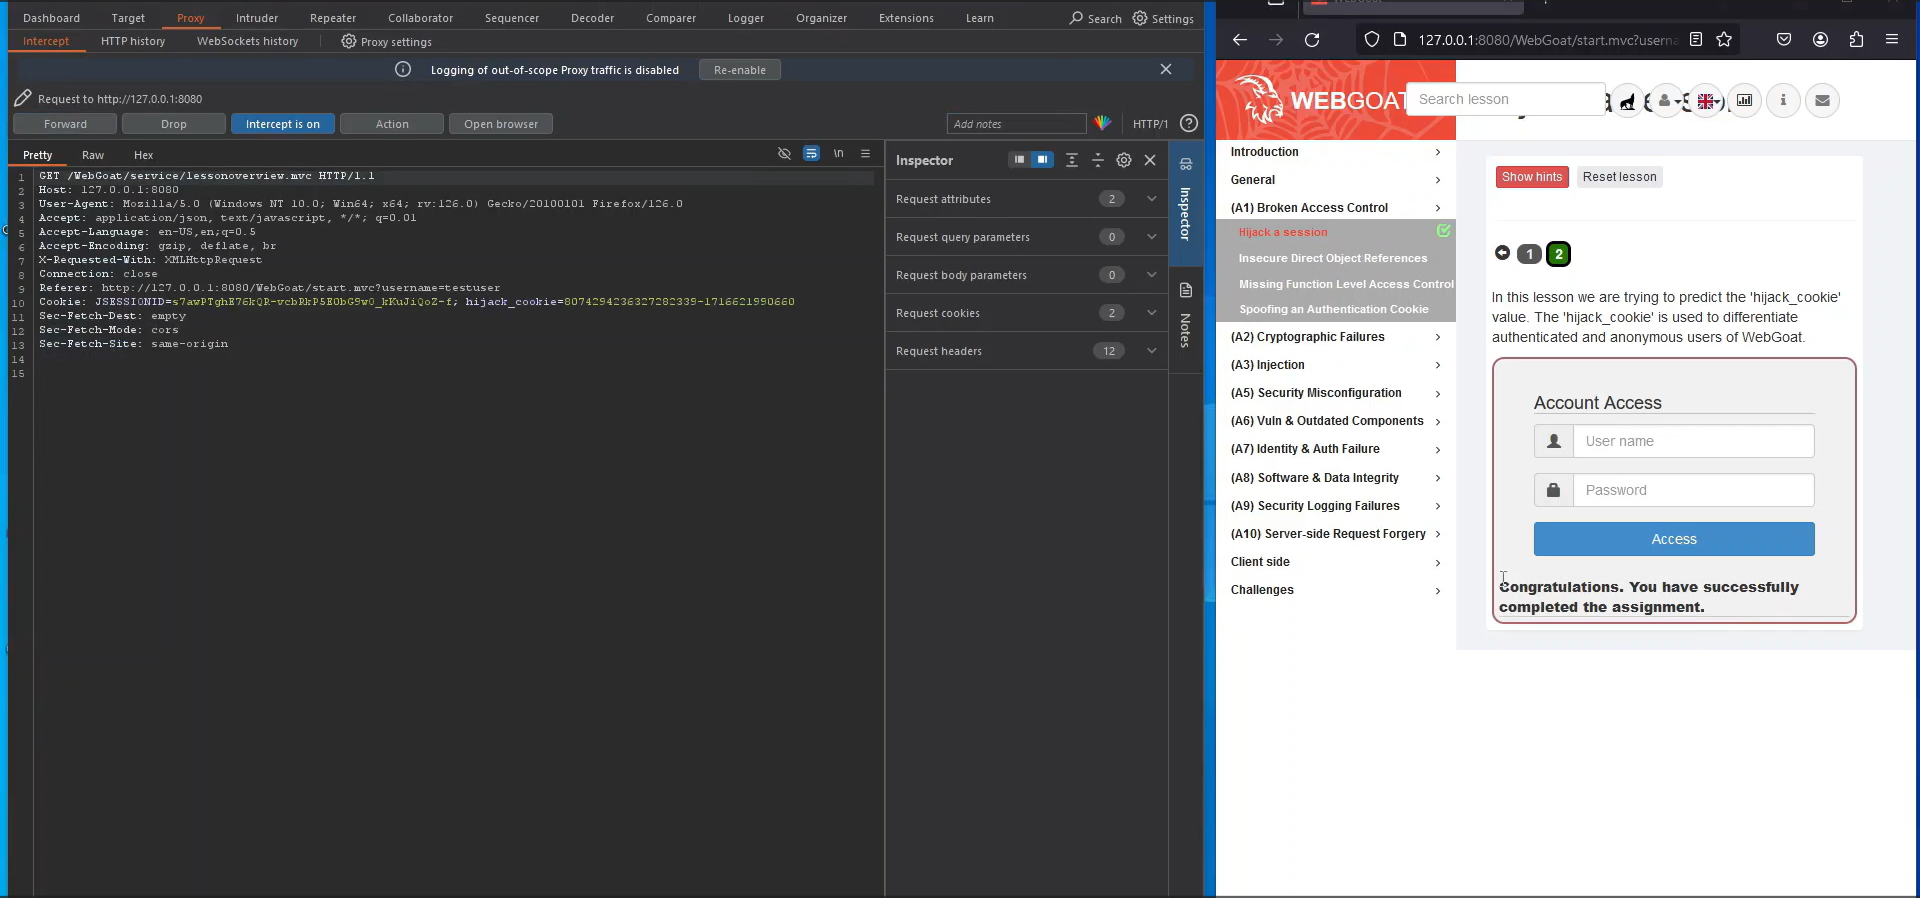 Dashboard Target Proxy Intruder Repeater Collaborator Sequencer Decoder Comparer Logger Organizer Extensions Learn Search Settings
Intercept HTTP history WebSockets history Proxy settings
Logging of out-of-scope Proxy traffic is disabled Re-enable
Request to http://127.0.0.1:8080
Forward Drop Intercept is on Action Open browser Add notes HTTP/1
Pretty Raw Hex \n
1 GET /WebGoat/service/lessonoverview.mvc HTTP/1.1
2 Host: 127.0.0.1:8080
3 User-Agent: Mozilla/5.0 (Windows NT 10.0; Win64; x64; rv:126.0) Gecko/20100101 Firefox/126.0
4 Accept: application/json, text/javascript, */*; q=0.01
5 Accept-Language: en-US,en;q=0.5
6 Accept-Encoding: gzip, deflate, br
7 X-Requested-With: XMLHttpRequest
8 Connection: close
9 Referer: http://127.0.0.1:8080/WebGoat/start.mvc?username=testuser
10 Cookie: JSESSIONID=s7awPTghE76kQR-vcbRkP5EObG9w0_kKuJiQoZ-f; hijack_cookie=8074294236327282339-1716621990660
11 Sec-Fetch-Dest: empty
12 Sec-Fetch-Mode: cors
13 Sec-Fetch-Site: same-origin
14
15
Inspector
Request attributes 2
Request query parameters 0
Request body parameters 0
Request cookies 2
Request headers 12
Inspector
Notes
127.0.0.1:8080/WebGoat/start.mvc?userna
WEBGOAT
Search lesson
Introduction
General
(A1) Broken Access Control
Hijack a session
Insecure Direct Object References
Missing Function Level Access Control
Spoofing an Authentication Cookie
(A2) Cryptographic Failures
(A3) Injection
(A5) Security Misconfiguration
(A6) Vuln & Outdated Components
(A7) Identity & Auth Failure
(A8) Software & Data Integrity
(A9) Security Logging Failures
(A10) Server-side Request Forgery
Client side
Challenges
Show hints Reset lesson
1 2
In this lesson we are trying to predict the 'hijack_cookie'
value. The 'hijack_cookie' is used to differentiate
authenticated and anonymous users of WebGoat.
Account Access
User name
Password
Access
Congratulations. You have successfully
completed the assignment.